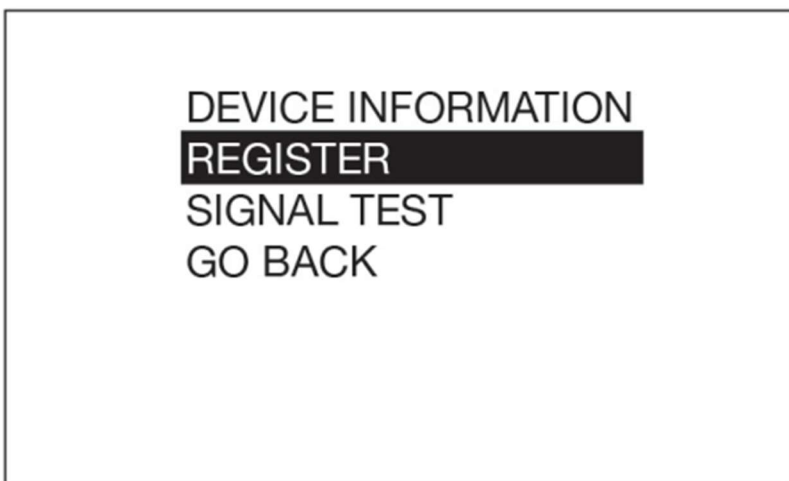 DEVICE INFORMATION
REGISTER
SIGNAL TEST
GO BACK